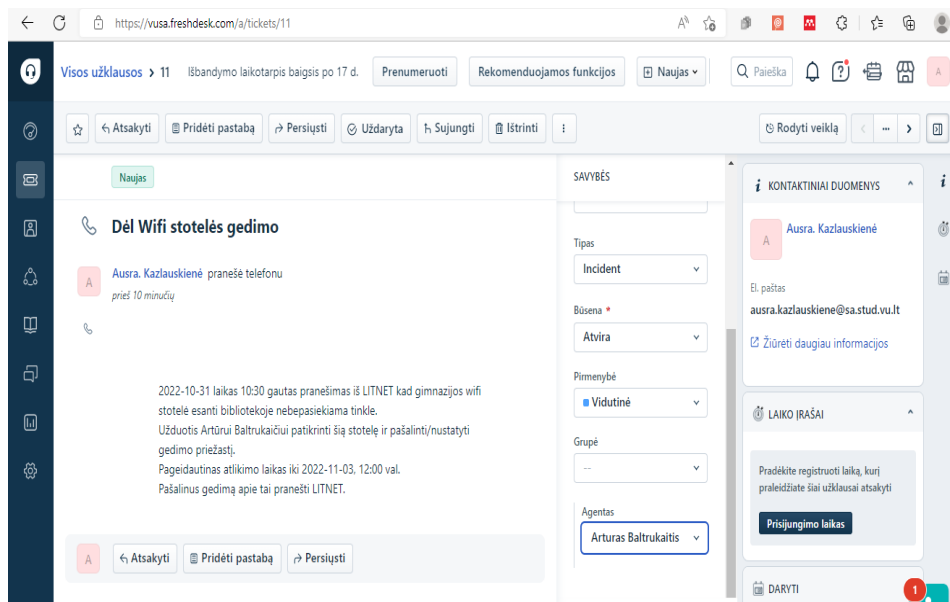 https://vusa.freshdesk.com/a/tickets/11
Visos užklausos > 11 Išbandymo laikotarpis baigsis po 17 d. Prenumeruoti Rekomenduojamos funkcijos Naujas Paieška A
Atsakyti Pridėti pastabą Persiųsti Uždaryta Sujungti Ištrinti Rodyti veiklą
Naujas
Dėl Wifi stotelės gedimo
A
Ausra. Kazlauskienė pranešė telefonu
prieš 10 minučių
2022-10-31 laikas 10:30 gautas pranešimas iš LITNET kad gimnazijos wifi
stotelė esanti bibliotekoje nebepasiekiama tinkle.
Užduotis Artūrui Baltrukaičiui patikrinti šią stotelę ir pašalinti/nustatyti
gedimo priežastį.
Pageidautinas atlikimo laikas iki 2022-11-03, 12:00 val.
Pašalinus gedimą apie tai pranešti LITNET.
A Atsakyti Pridėti pastabą Persiųsti
SAVYBĖS
Tipas
Incident
Būsena *
Atvira
Pirmenybė
Vidutinė
Grupė
--
Agentas
Arturas Baltrukaitis
KONTAKTINIAI DUOMENYS
A
Ausra. Kazlauskienė
El. paštas
ausra.kazlauskiene@sa.stud.vu.lt
Žiūrėti daugiau informacijos
LAIKO ĮRAŠAI
Pradėkite registruoti laiką, kurį
praleidžiate šiai užklausai atsakyti
Prisijungimo laikas
DARYTI
1